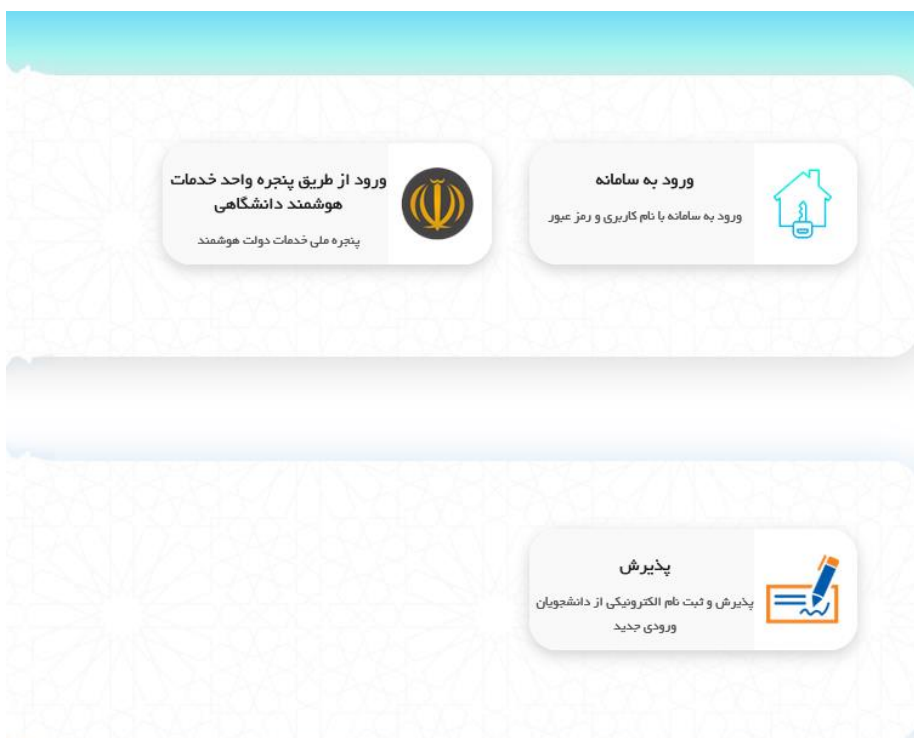 ورود به سامانه
ورود به سامانه با نام کاربری و رمز عبور
ورود از طریق پنجره واحد خدمات
هوشمند دانشگاهی
پنجره ملی خدمات دولت هوشمند
پذیرش
پذیرش و ثبت نام الکترونیکی از دانشجویان
ورودی جدید